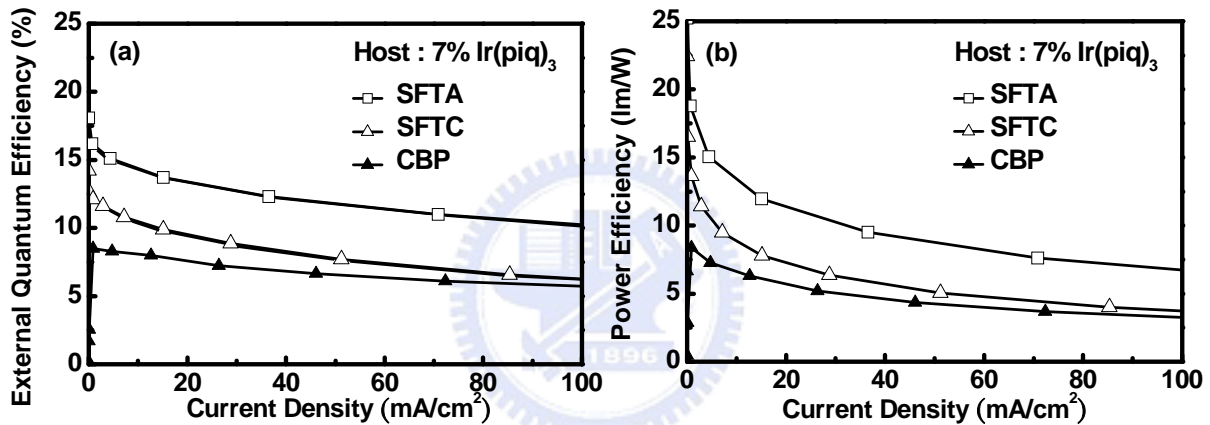 (a) Host : 7% Ir(piq)3
SFTA
SFTC
CBP
External Quantum Efficiency (%)
25
20
15
10
5
0
0 20 40 60 80 100
Current Density (mA/cm2)
(b) Host : 7% Ir(piq)3
SFTA
SFTC
CBP
Power Efficiency (lm/W)
25
20
15
10
5
0
0 20 40 60 80 100
Current Density (mA/cm2)
1896